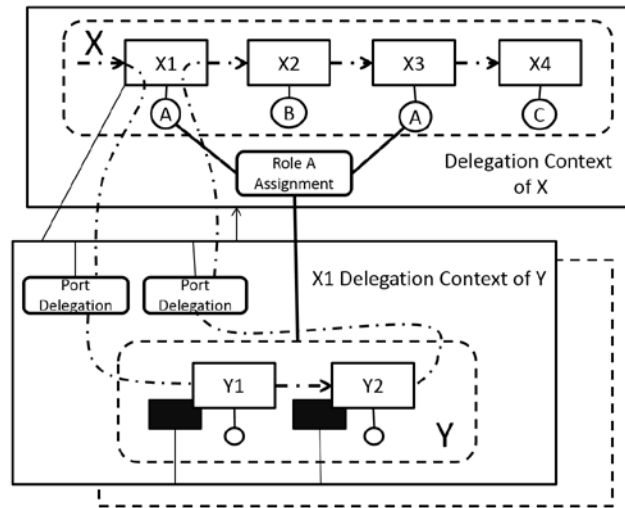 X
X1
X2
X3
X4
A
B
A
C
Role A
Assignment
Delegation Context
of X
X1 Delegation Context of Y
Port
Delegation
Port
Delegation
Y1
Y2
Y